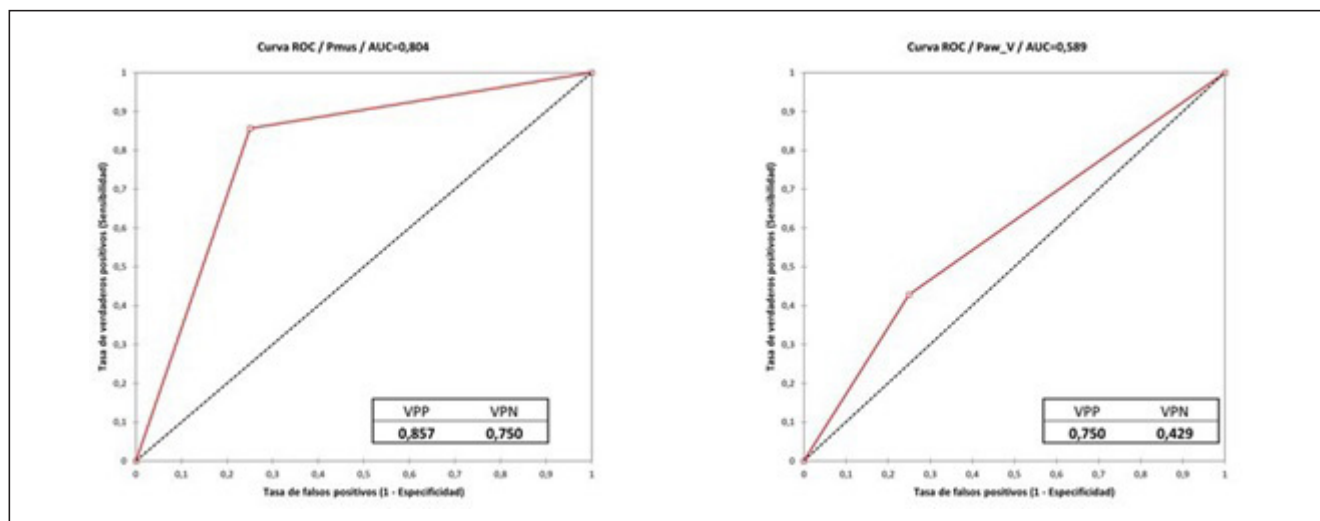 Curva ROC / Pmus / AUC=0,804
Tasa de verdaderos positivos (Sensibilidad)
1
0,9
0,8
0,7
0,6
0,5
0,4
0,3
0,2
0,1
0
0 0,1 0,2 0,3 0,4 0,5 0,6 0,7 0,8 0,9 1
Tasa de falsos positivos (1 - Especificidad)
VPP VPN
0,857 0,750
Curva ROC / Paw_V / AUC=0,589
Tasa de verdaderos positivos (Sensibilidad)
1
0,9
0,8
0,7
0,6
0,5
0,4
0,3
0,2
0,1
0
0 0,1 0,2 0,3 0,4 0,5 0,6 0,7 0,8 0,9 1
Tasa de falsos positivos (1 - Especificidad)
VPP VPN
0,750 0,429